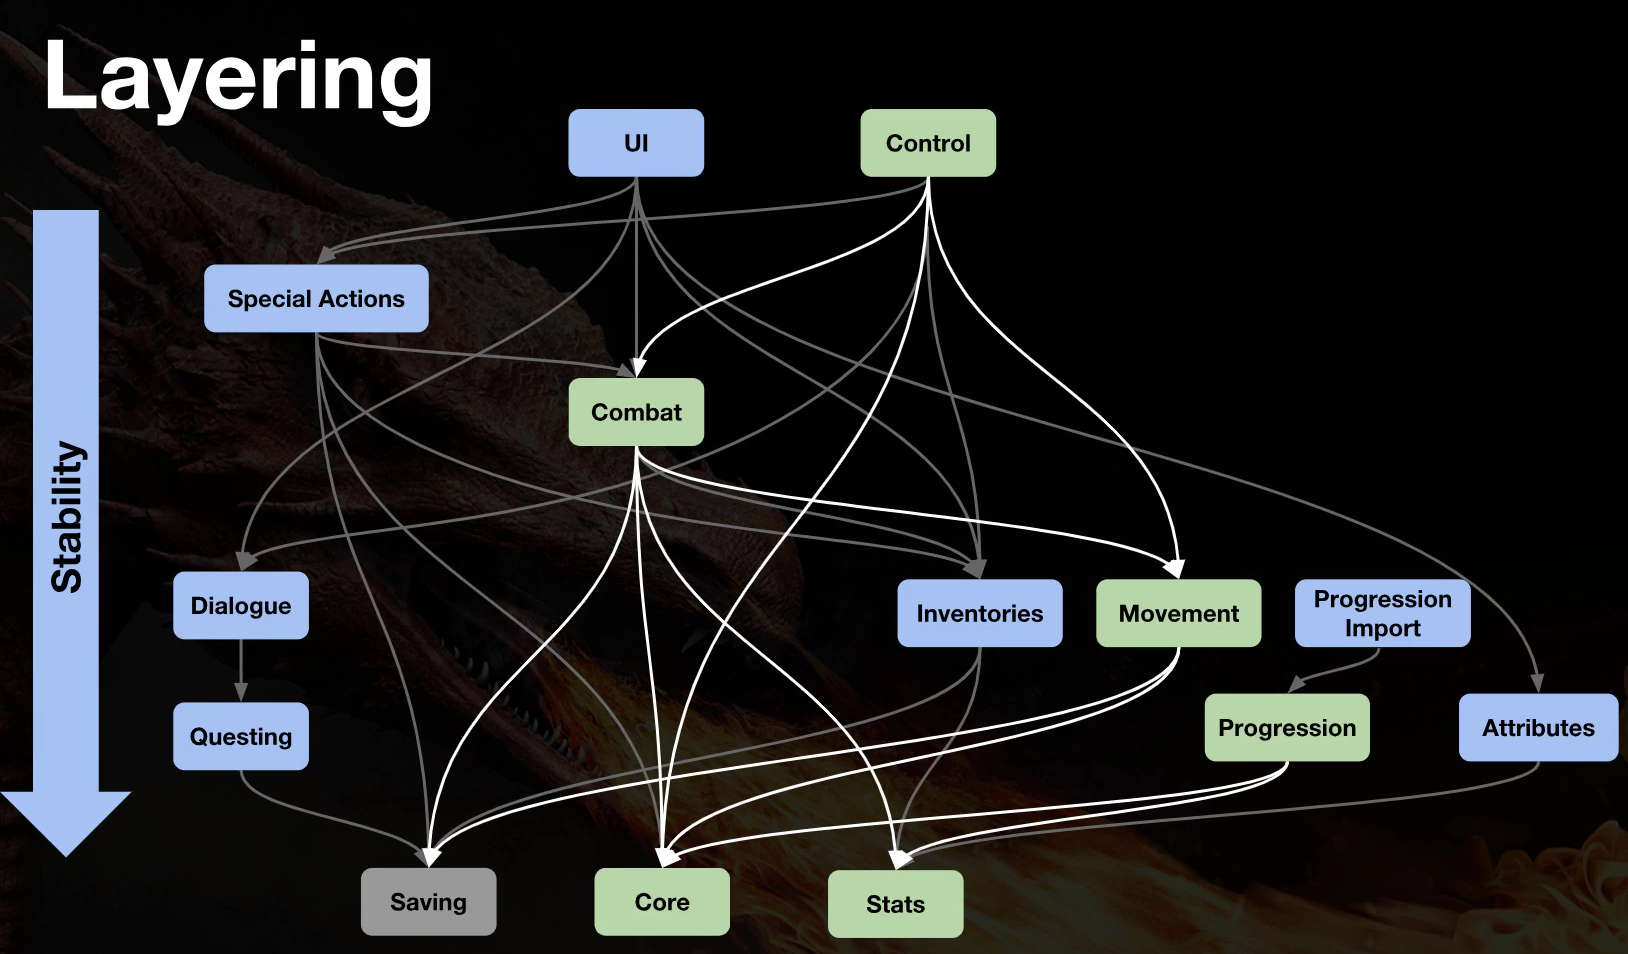 Layering
UI
Control
Special Actions
Combat
Stability
Dialogue
Inventories
Movement
Progression
Import
Questing
Progression
Attributes
Saving
Core
Stats